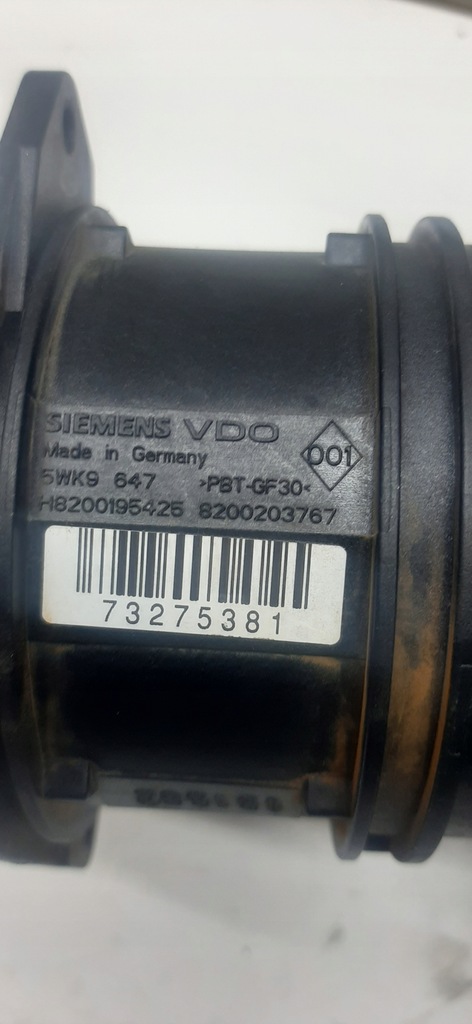 SIEMENS VDO
Made in Germany
001
5WK9 647 >PBT-GF30<
H8200195425 8200203767
73275381